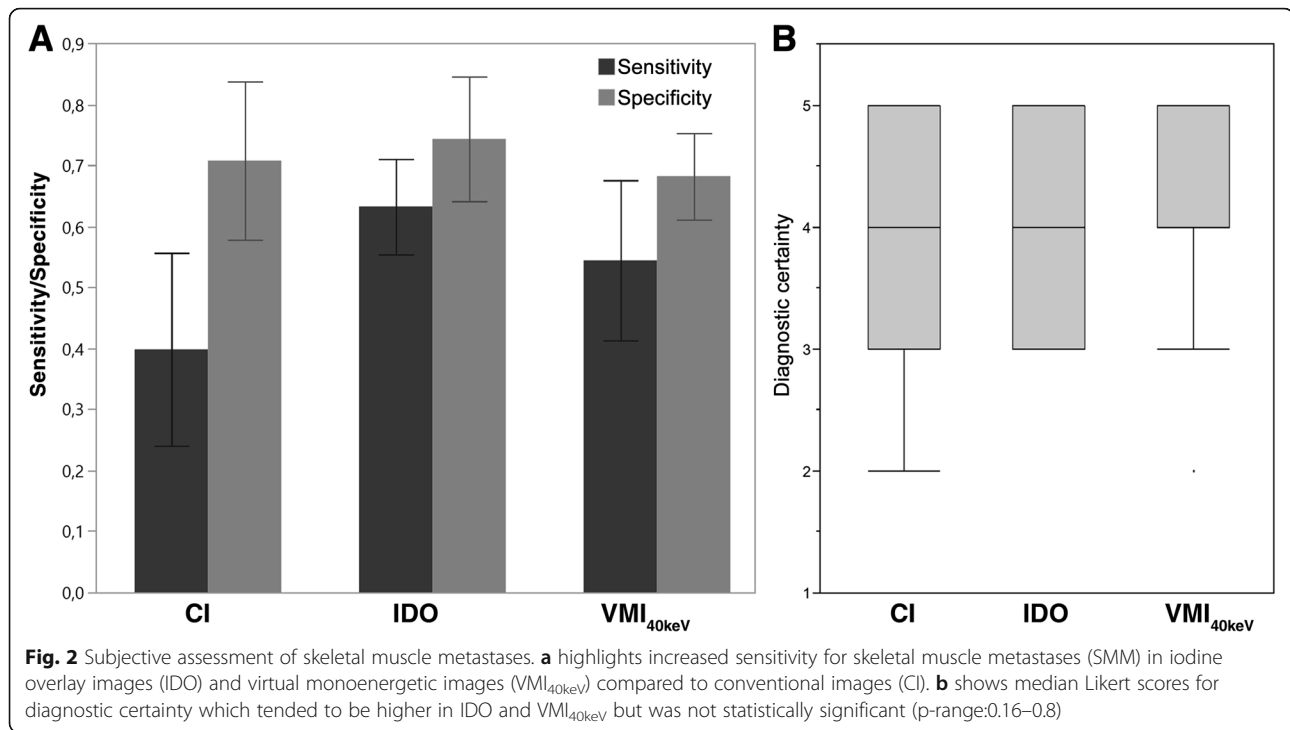 A
0,9
0,8
0,7
0,6
0,5
0,4
0,3
0,2
0,1
0,0
Sensitivity/Specificity
Sensitivity
Specificity
CI IDO VMI40keV
B
5
4
3
2
1
Diagnostic certainty
CI IDO VMI40keV
Fig. 2 Subjective assessment of skeletal muscle metastases. a highlights increased sensitivity for skeletal muscle metastases (SMM) in iodine
overlay images (IDO) and virtual monoenergetic images (VMI40keV) compared to conventional images (CI). b shows median Likert scores for
diagnostic certainty which tended to be higher in IDO and VMI40keV but was not statistically significant (p-range:0.16–0.8)